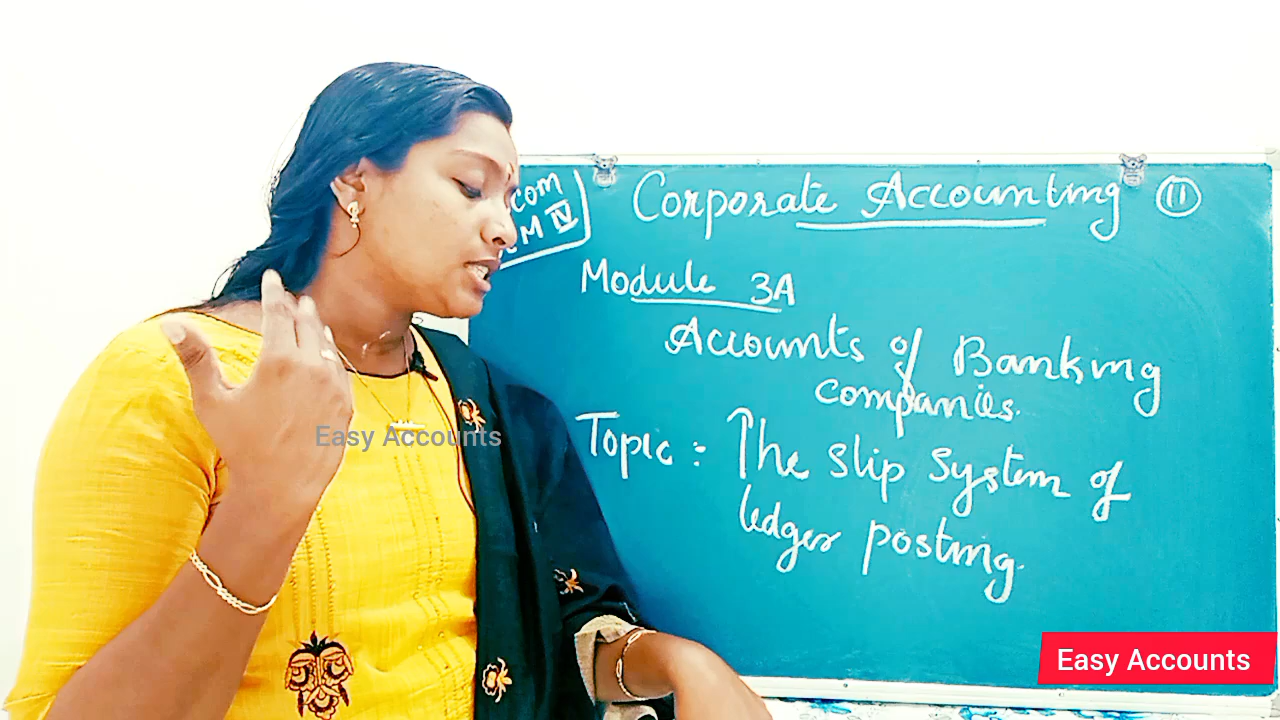 com
M IV
Corporate Accounting 11
Module 3A
Accounts of Banking
companies.
Topic : The slip System of
ledger posting.
Easy Accounts
Easy Accounts